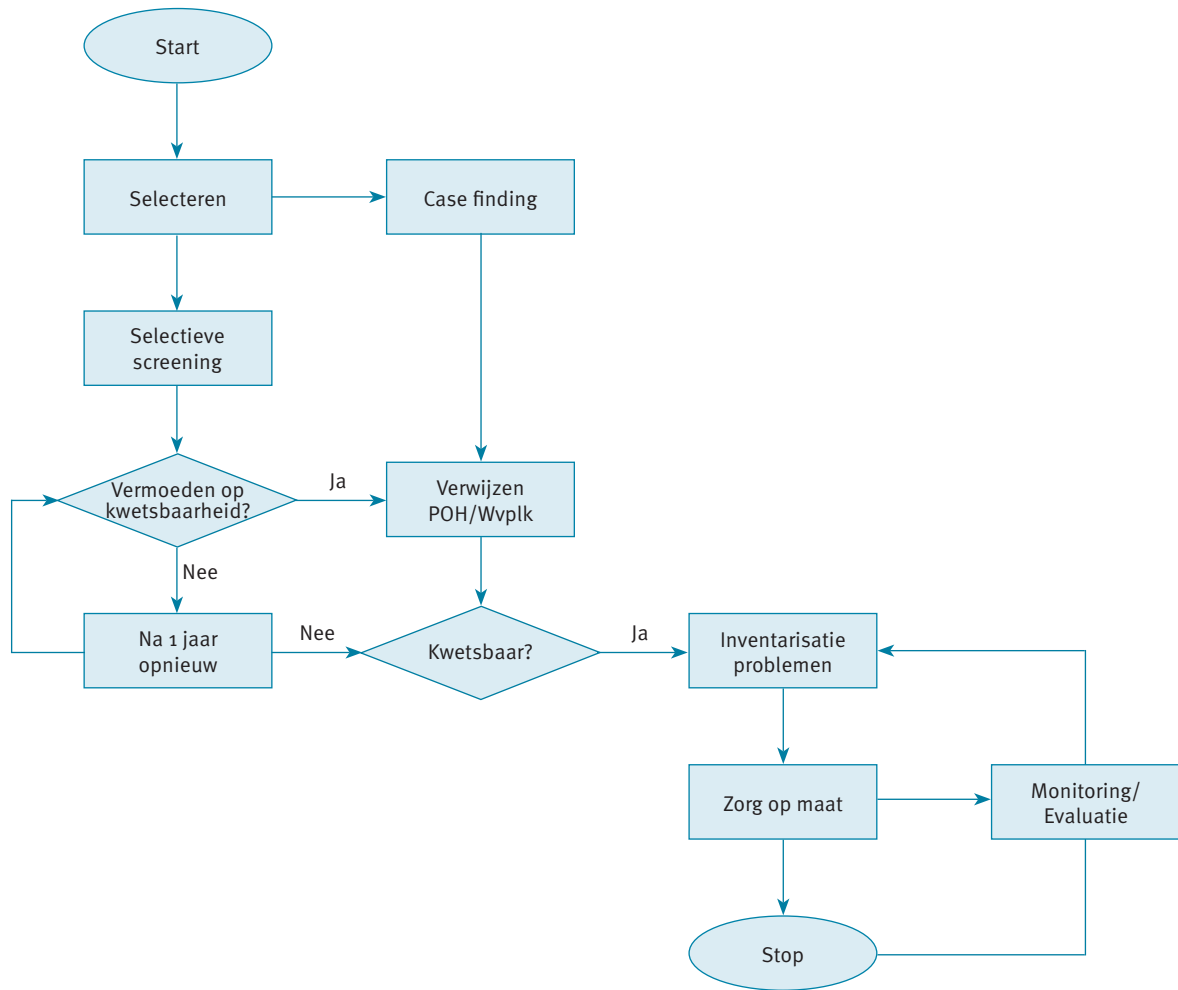 Start
Selecteren
Case finding
Selectieve
screening
Vermoeden op
kwetsbaarheid?
Ja
Verwijzen
POH/Wvplk
Nee
Na 1 jaar
opnieuw
Nee
Kwetsbaar?
Ja
Inventarisatie
problemen
Zorg op maat
Monitoring/
Evaluatie
Stop